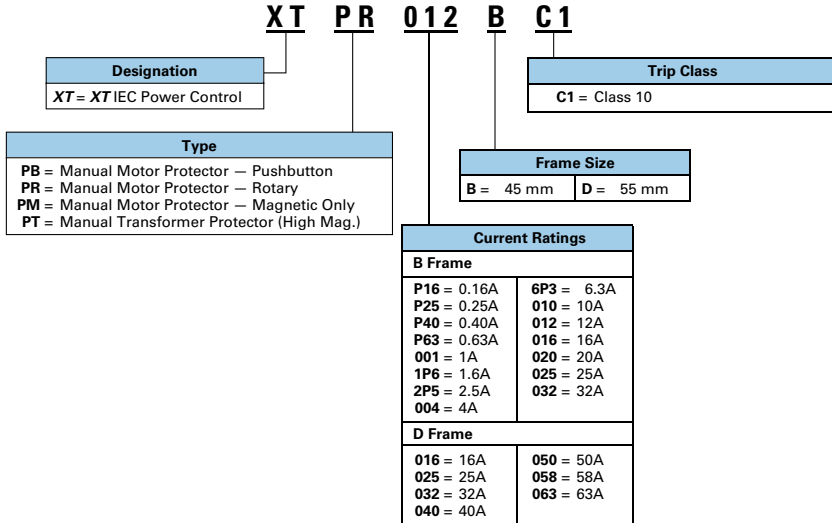 XT PR 012 B C1
Designation
XT = XT IEC Power Control
Trip Class
C1 = Class 10
Type
PB = Manual Motor Protector — Pushbutton
PR = Manual Motor Protector — Rotary
PM = Manual Motor Protector — Magnetic Only
PT = Manual Transformer Protector (High Mag.)
Frame Size
B = 45 mm D = 55 mm
Current Ratings
B Frame
P16 = 0.16A 6P3 = 6.3A
P25 = 0.25A 010 = 10A
P40 = 0.40A 012 = 12A
P63 = 0.63A 016 = 16A
001 = 1A 020 = 20A
1P6 = 1.6A 025 = 25A
2P5 = 2.5A 032 = 32A
004 = 4A
D Frame
016 = 16A 050 = 50A
025 = 25A 058 = 58A
032 = 32A 063 = 63A
040 = 40A